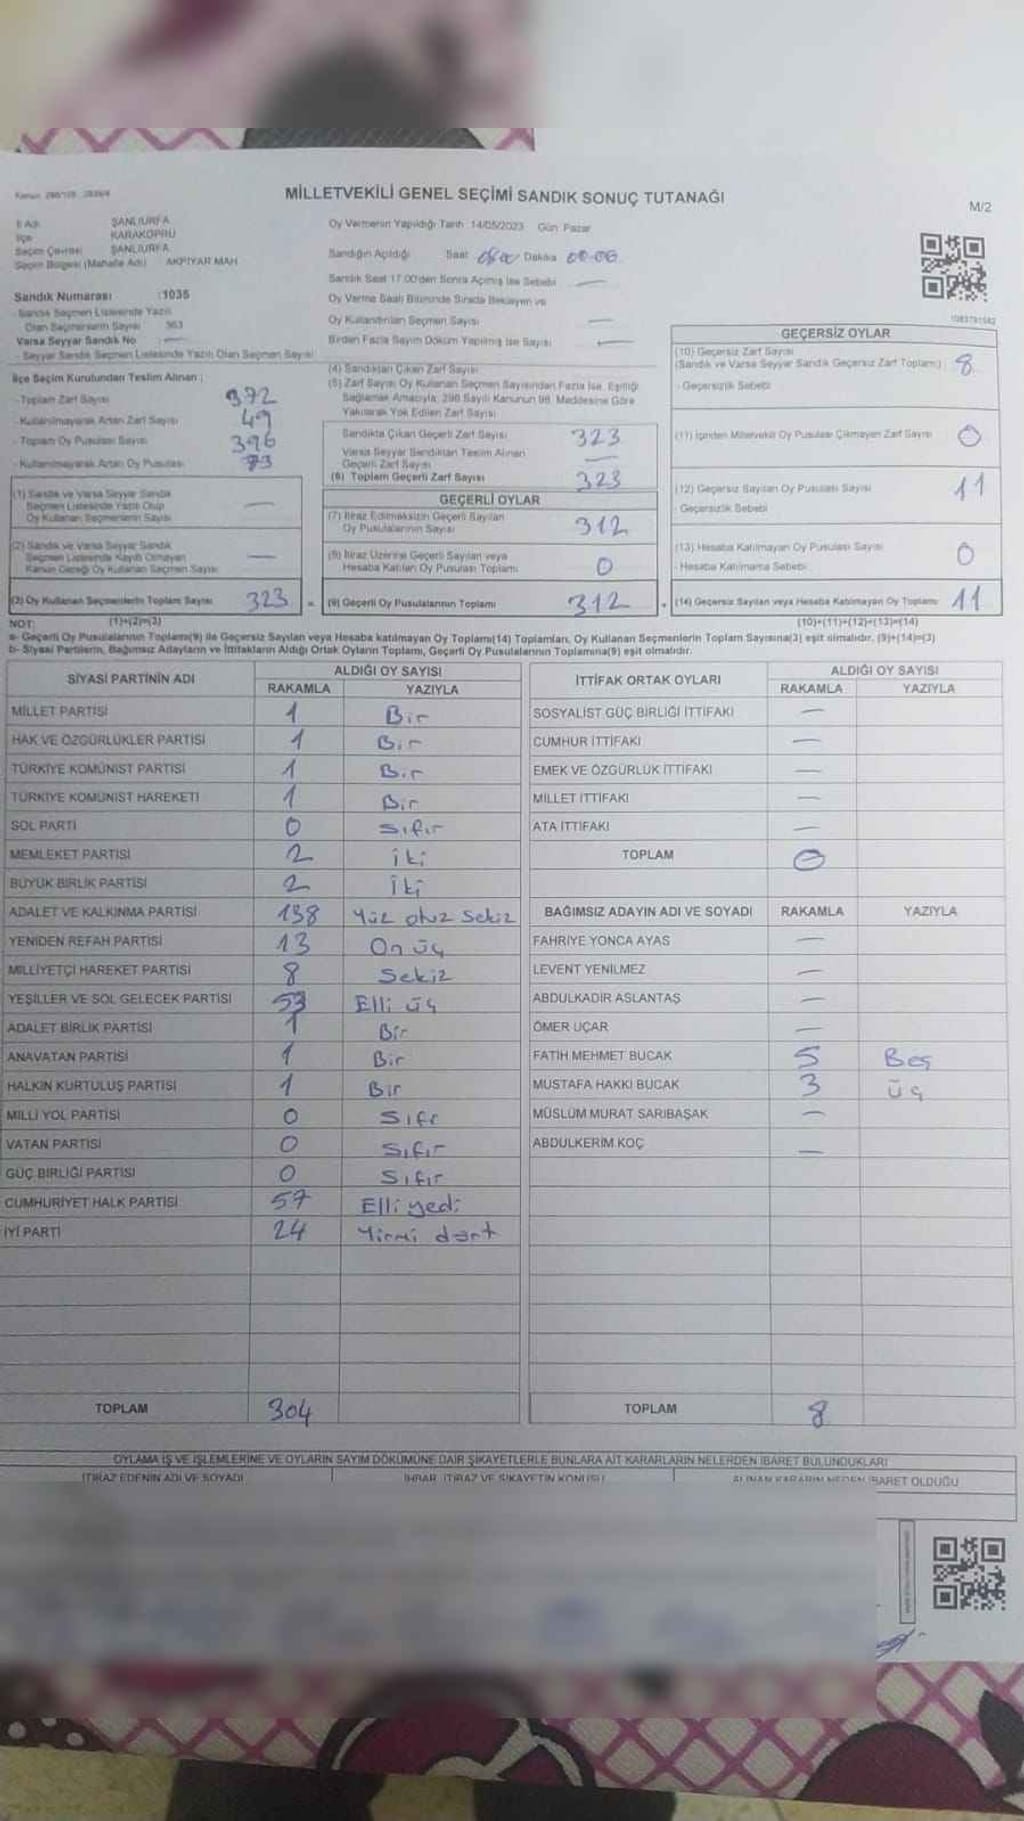 MİLLETVEKİLİ GENEL SEÇİMİ SANDIK SONUÇ TUTANAĞI
M/2
İl Adı ŞANLIURFA
İlçe KARAKÖPRÜ
Seçim Çevresi ŞANLIURFA
Seçim Bölgesi (Mahalle Adı) AKPIYAR MAH
Sandık Numarası :1035
Sandık Seçmen Listesinde Yazılı
Olan Seçmenlerin Sayısı 363
Varsa Seyyar Sandık No —
- Seyyar Sandık Seçmen Listesinde Yazılı Olan Seçmen Sayısı
Oy Vermenin Yapıldığı Tarih 14/05/2023 Gün Pazar
Sandığın Açıldığı Saat Dakika
Sandık Saat 17.00'den Sonra Açılmış İse Sebebi —
Oy Verme Saati Bitiminde Sırada Bekleyen ve
Oy Kullandırılan Seçmen Sayısı —
Birden Fazla Sayım Döküm Yapılmış İse Sayısı —
İlçe Seçim Kurulundan Teslim Alınan ;
- Toplam Zarf Sayısı 372
- Kullanılmayarak Artan Zarf Sayısı 49
- Toplam Oy Pusulası Sayısı 396
- Kullanılmayarak Artan Oy Pusulası 73
(1) Sandık ve Varsa Seyyar Sandık
Seçmen Listesinde Yazılı Olup
Oy Kullanan Seçmenlerin Sayısı —
(2) Sandık ve Varsa Seyyar Sandık
Seçmen Listesinde Kayıtlı Olmayan
Kanun Gereği Oy Kullanan Seçmen Sayısı —
(3) Oy Kullanan Seçmenlerin Toplam Sayısı 323
(4) Sandıktan Çıkan Zarf Sayısı
(5) Zarf Sayısı Oy Kullanan Seçmen Sayısından Fazla İse, Eşitliği
Sağlamak Amacıyla, 298 Sayılı Kanunun 98. Maddesine Göre
Yakılarak Yok Edilen Zarf Sayısı
Sandıkta Çıkan Geçerli Zarf Sayısı 323
Varsa Seyyar Sandıktan Teslim Alınan
Geçerli Zarf Sayısı —
(6) Toplam Geçerli Zarf Sayısı 323
GEÇERLİ OYLAR
(7) İtiraz Edilmeksizin Geçerli Sayılan
Oy Pusulalarının Sayısı 312
(8) İtiraz Üzerine Geçerli Sayılan veya
Hesaba Katılan Oy Pusulası Toplamı 0
= (9) Geçerli Oy Pusulalarının Toplamı 312
GEÇERSİZ OYLAR
(10) Geçersiz Zarf Sayısı
(Sandık ve Varsa Seyyar Sandık Geçersiz Zarf Toplamı) 8
- Geçersizlik Sebebi
(11) İçinden Milletvekili Oy Pusulası Çıkmayan Zarf Sayısı 0
(12) Geçersiz Sayılan Oy Pusulası Sayısı 11
- Geçersizlik Sebebi
(13) Hesaba Katılmayan Oy Pusulası Sayısı 0
- Hesaba Katılmama Sebebi
+ (14) Geçersiz Sayılan veya Hesaba Katılmayan Oy Toplamı 11
NOT: (1)+(2)=(3) (10)+(11)+(12)+(13)=(14)
a- Geçerli Oy Pusulalarının Toplamı(9) ile Geçersiz Sayılan veya Hesaba katılmayan Oy Toplamı(14) Toplamları, Oy Kullanan Seçmenlerin Toplam Sayısına(3) eşit olmalıdır. (9)+(14)=(3)
b- Siyasi Partilerin, Bağımsız Adayların ve İttifakların Aldığı Ortak Oyların Toplamı, Geçerli Oy Pusulalarının Toplamına(9) eşit olmalıdır.
SİYASİ PARTİNİN ADI ALDIĞI OY SAYISI
RAKAMLA YAZIYLA
MİLLET PARTİSİ 1 Bir
HAK VE ÖZGÜRLÜKLER PARTİSİ 1 Bir
TÜRKİYE KOMÜNİST PARTİSİ 1 Bir
TÜRKİYE KOMÜNİST HAREKETİ 1 Bir
SOL PARTİ 0 Sıfır
MEMLEKET PARTİSİ 2 İki
BÜYÜK BİRLİK PARTİSİ 2 İki
ADALET VE KALKINMA PARTİSİ 138 Yüz otuz Sekiz
YENİDEN REFAH PARTİSİ 13 On üç
MİLLİYETÇİ HAREKET PARTİSİ 8 Sekiz
YEŞİLLER VE SOL GELECEK PARTİSİ 53 Elli üç
ADALET BİRLİK PARTİSİ 1 Bir
ANAVATAN PARTİSİ 1 Bir
HALKIN KURTULUŞ PARTİSİ 1 Bir
MİLLİ YOL PARTİSİ 0 Sıfr
VATAN PARTİSİ 0 Sıfır
GÜÇ BİRLİĞİ PARTİSİ 0 Sıfır
CUMHURİYET HALK PARTİSİ 57 Elli yedi
İYİ PARTİ 24 Yirmi dört
TOPLAM 304
İTTİFAK ORTAK OYLARI ALDIĞI OY SAYISI
RAKAMLA YAZIYLA
SOSYALİST GÜÇ BİRLİĞİ İTTİFAKI —
CUMHUR İTTİFAKI —
EMEK VE ÖZGÜRLÜK İTTİFAKI —
MİLLET İTTİFAKI —
ATA İTTİFAKI —
TOPLAM 0
BAĞIMSIZ ADAYIN ADI VE SOYADI RAKAMLA YAZIYLA
FAHRİYE YONCA AYAS —
LEVENT YENİLMEZ —
ABDULKADİR ASLANTAŞ —
ÖMER UÇAR —
FATİH MEHMET BUCAK 5 Beş
MUSTAFA HAKKI BUCAK 3 üç
MÜSLÜM MURAT SARIBAŞAK —
ABDULKERİM KOÇ —
TOPLAM 8
OYLAMA İŞ VE İŞLEMLERİNE VE OYLARIN SAYIM DÖKÜMÜNE DAİR ŞİKAYETLERLE BUNLARA AİT KARARLARIN NELERDEN İBARET BULUNDUKLARI
İTİRAZ EDENİN ADI VE SOYADI İHBAR, İTİRAZ VE ŞİKAYETİN KONUSU ALINAN KARARIN NEDEN İBARET OLDUĞU